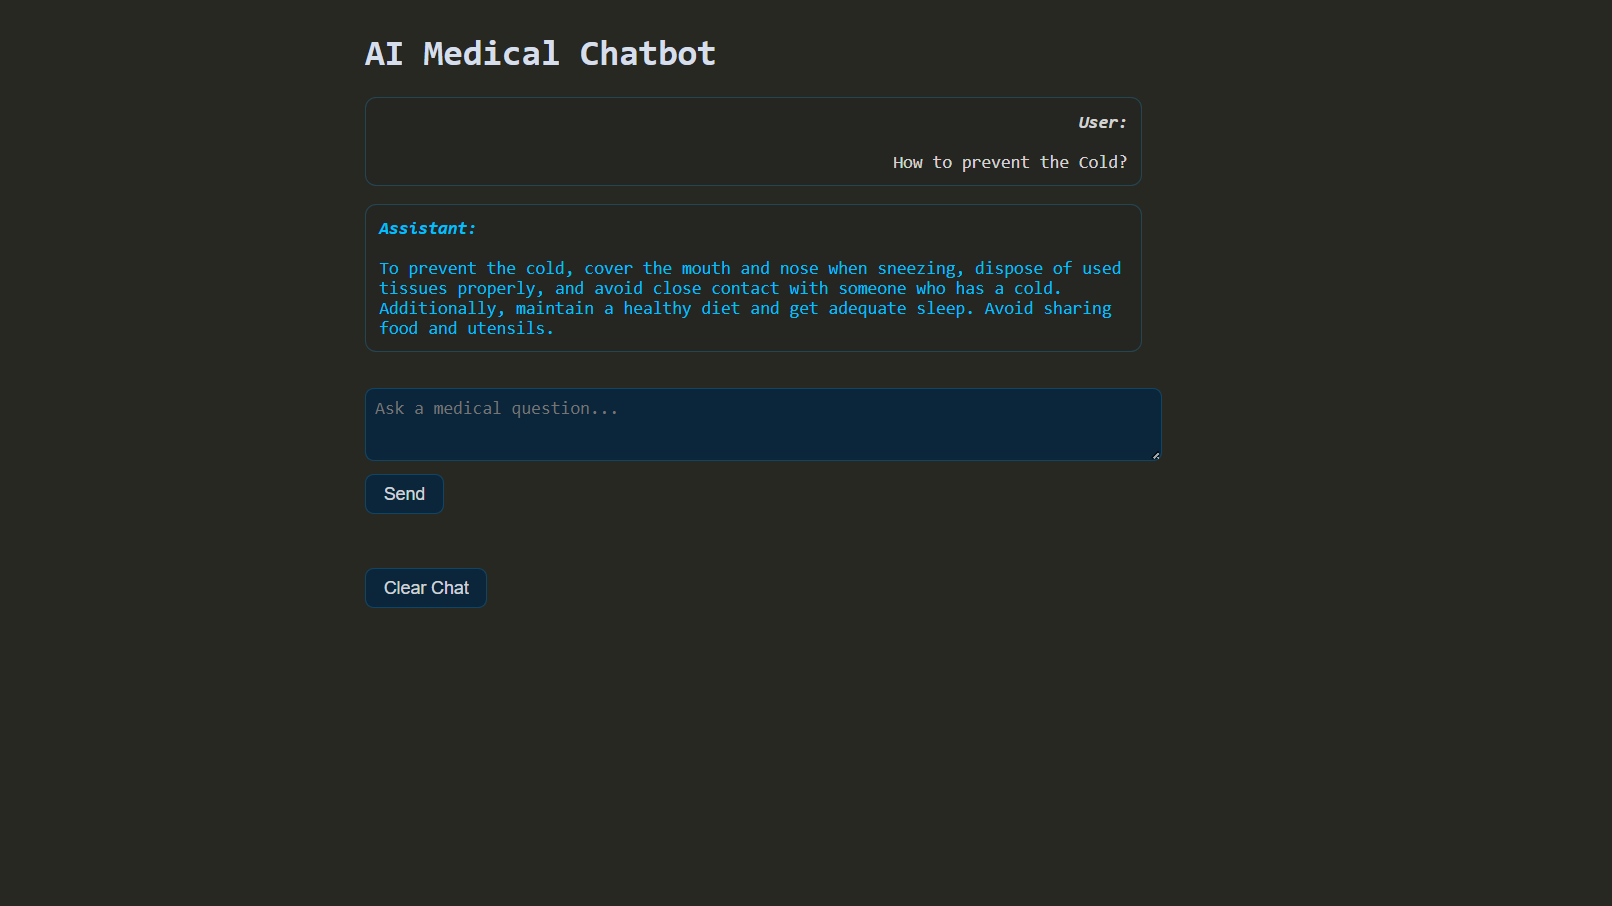 AI Medical Chatbot
User:
How to prevent the Cold?
Assistant:
To prevent the cold, cover the mouth and nose when sneezing, dispose of used
tissues properly, and avoid close contact with someone who has a cold.
Additionally, maintain a healthy diet and get adequate sleep. Avoid sharing
food and utensils.
Ask a medical question...
Send
Clear Chat